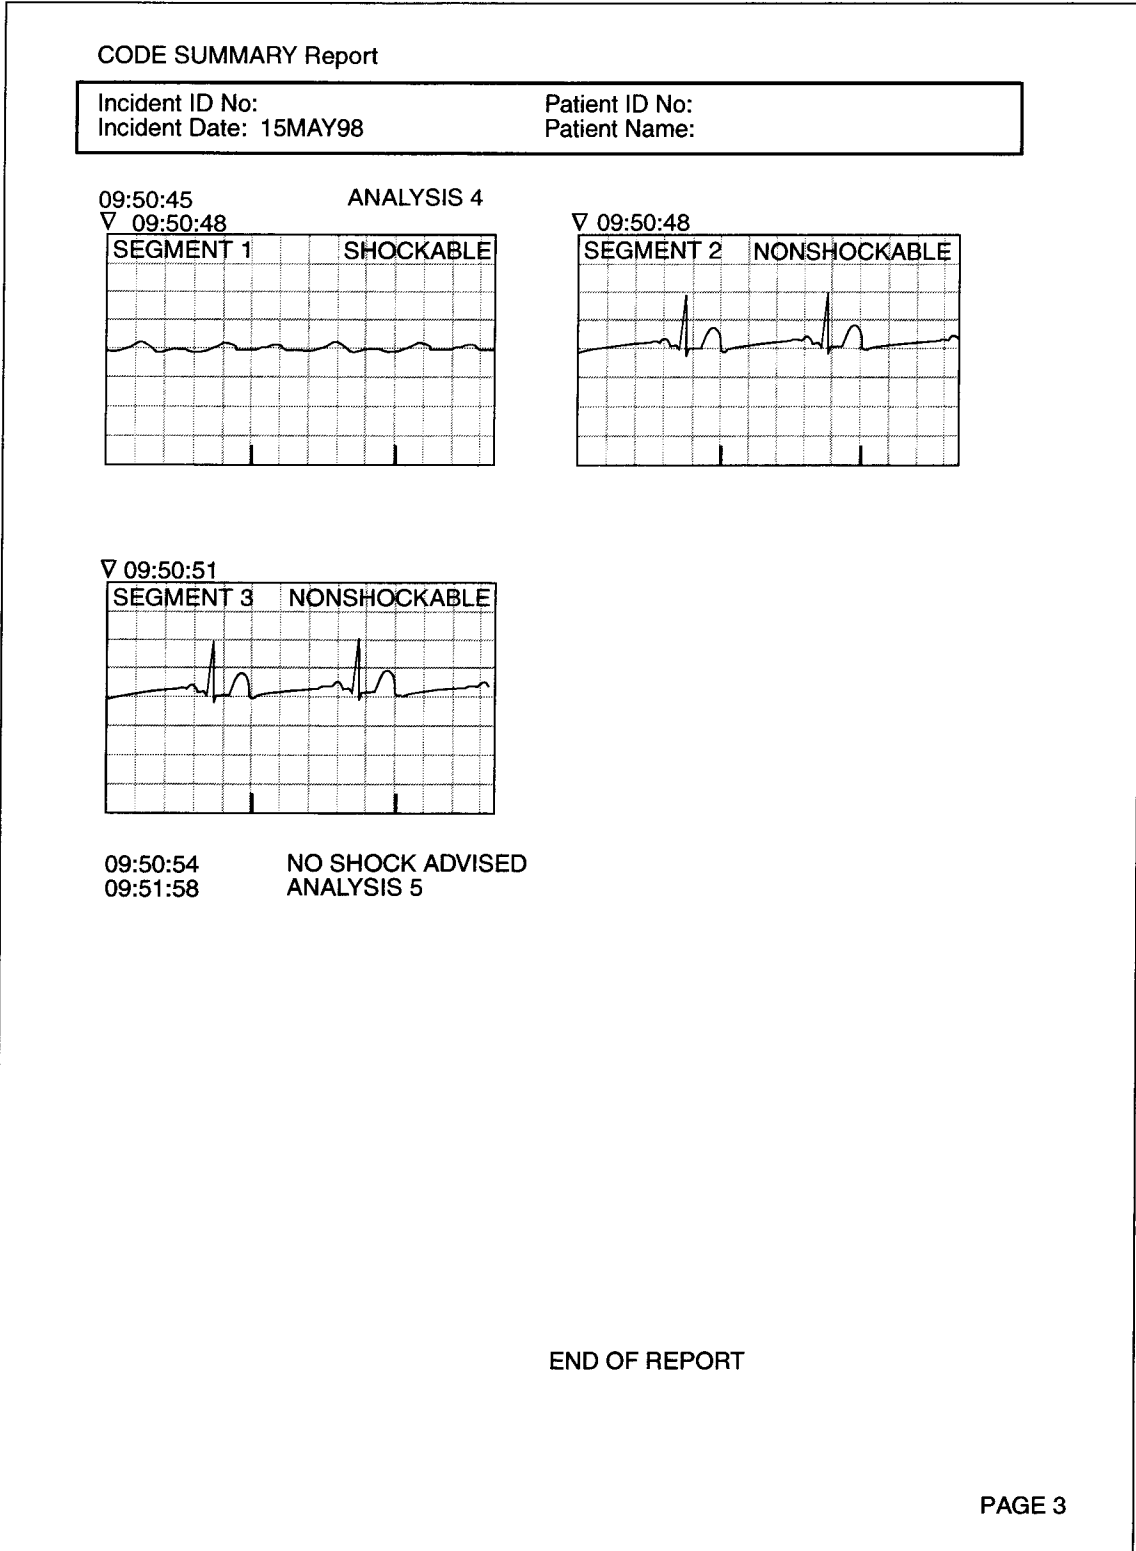 CODE SUMMARY Report
Incident ID No: Patient ID No:
Incident Date: 15MAY98 Patient Name:
09:50:45 ANALYSIS 4
∇ 09:50:48 ∇ 09:50:48
SEGMENT 1 SHOCKABLE SEGMENT 2 NONSHOCKABLE
∇ 09:50:51
SEGMENT 3 NONSHOCKABLE
09:50:54 NO SHOCK ADVISED
09:51:58 ANALYSIS 5
END OF REPORT
PAGE 3